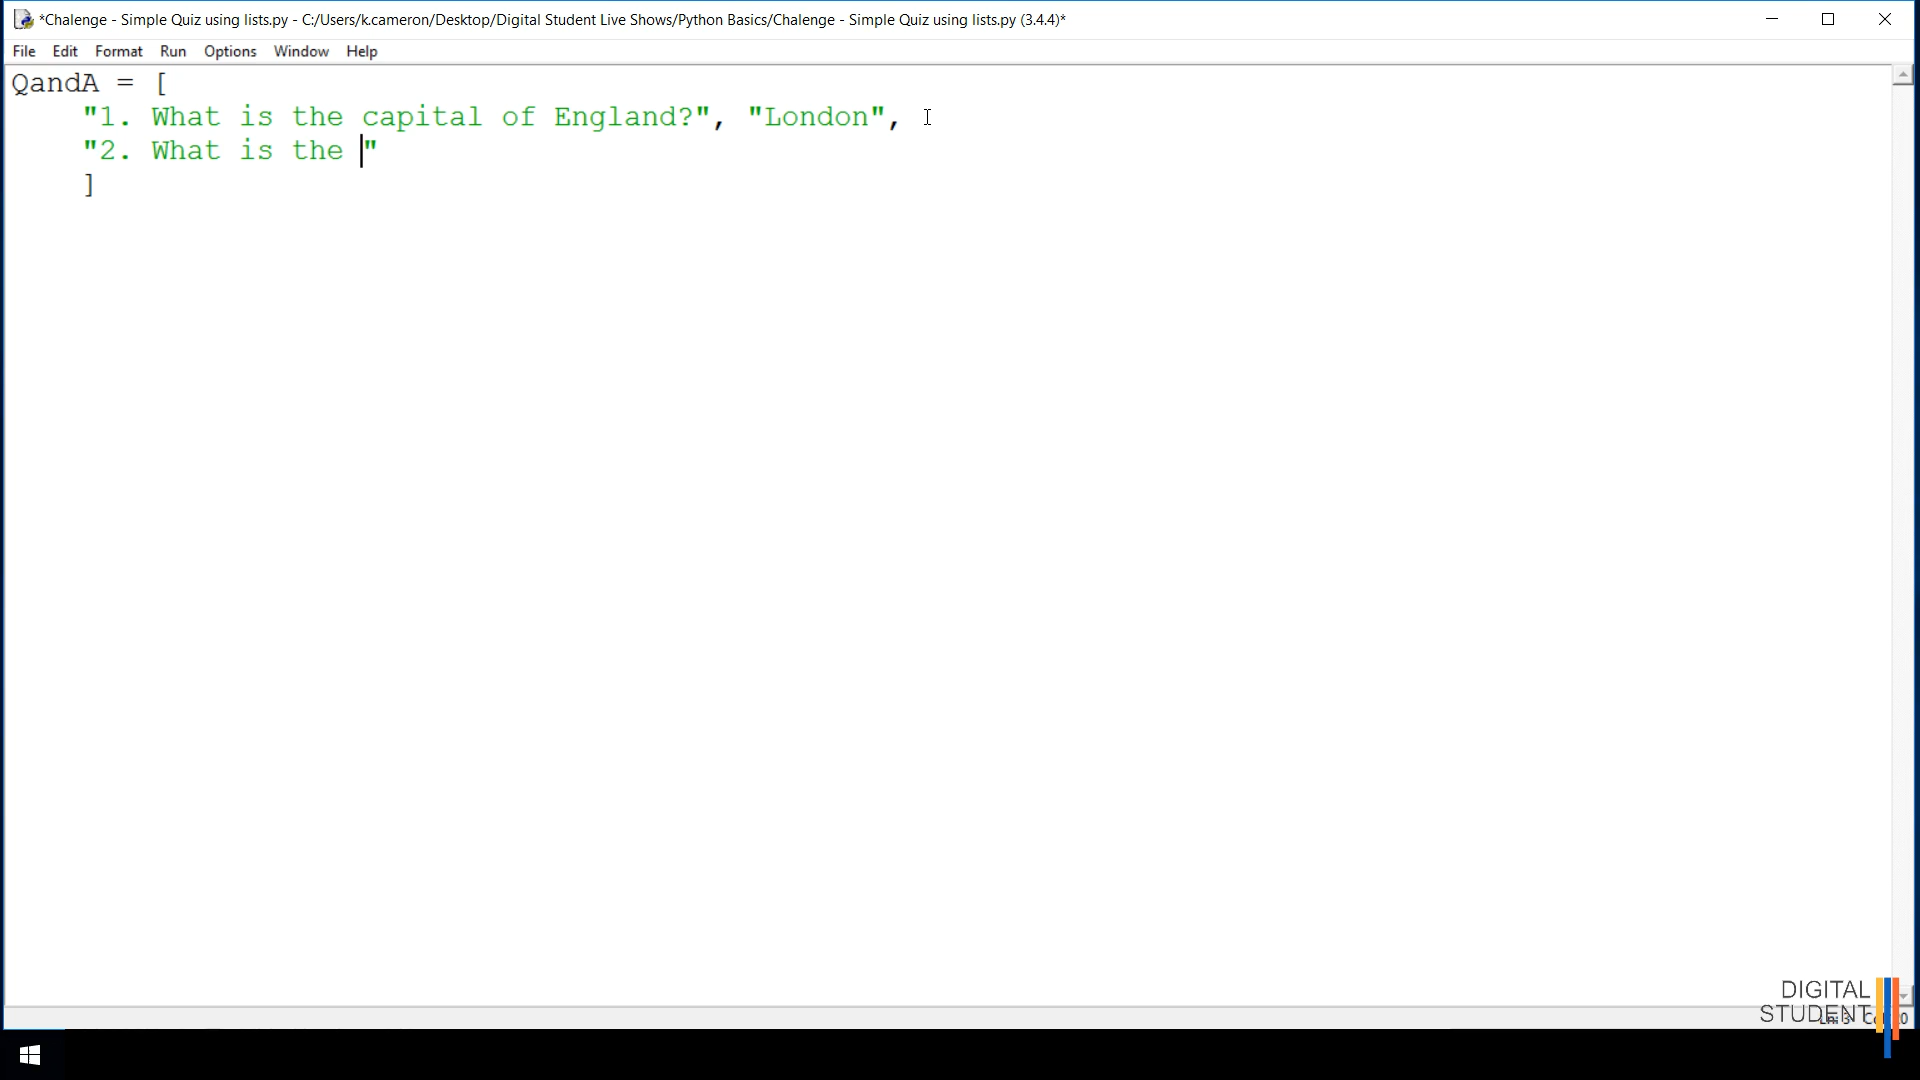 *Chalenge - Simple Quiz using lists.py - C:/Users/k.cameron/Desktop/Digital Student Live Shows/Python Basics/Chalenge - Simple Quiz using lists.py (3.4.4)*
File Edit Format Run Options Window Help
QandA = [
"1. What is the capital of England?", "London",
"2. What is the "
]
DIGITAL
STUDENT